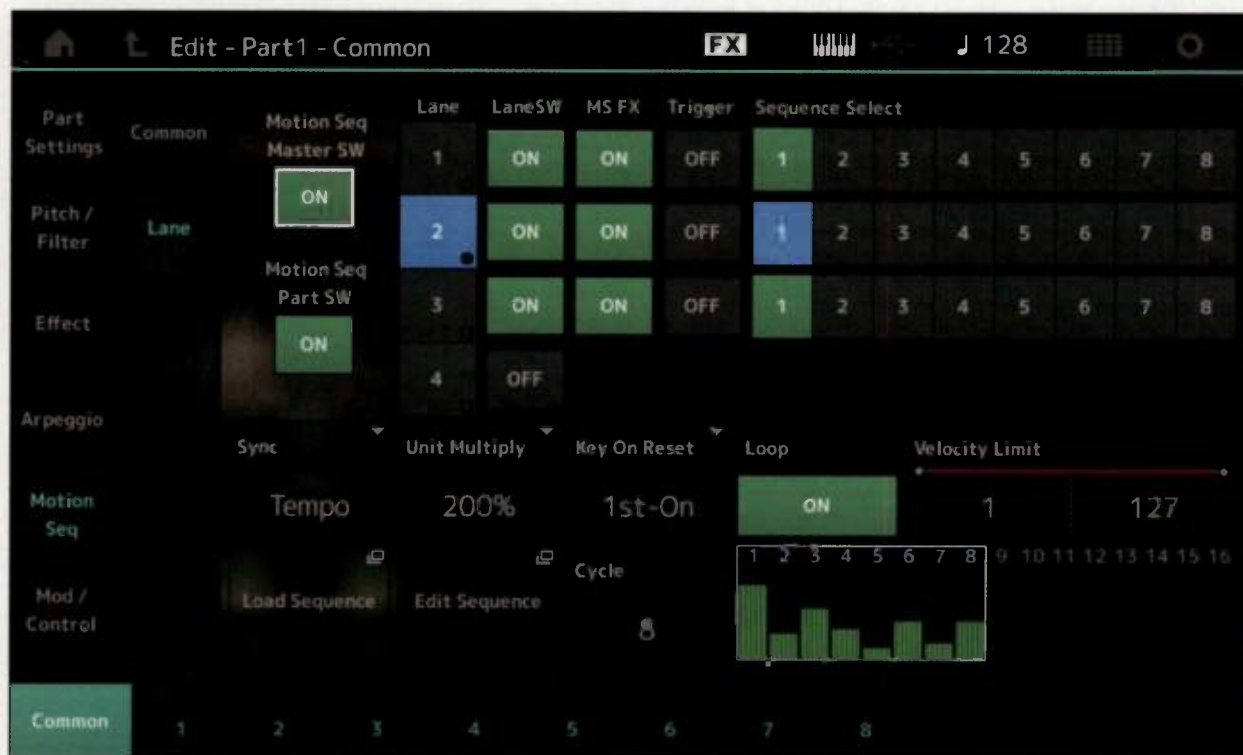 Edit - Part1 - Common FX ♩ 128
Part Settings
Common
Motion Seq Master SW
ON
Lane LaneSW MS FX Trigger Sequence Select
1 ON ON OFF 1 2 3 4 5 6 7 8
Pitch / Filter
Lane
2 ON ON OFF 1 2 3 4 5 6 7 8
Motion Seq Part SW
ON
Effect
3 ON ON OFF 1 2 3 4 5 6 7 8
4 OFF
Arpeggio
Sync Unit Multiply Key On Reset Loop Velocity Limit
Motion Seq
Tempo 200% 1st-On ON 1 127
Cycle 1 2 3 4 5 6 7 8 9 10 11 12 13 14 15 16
Mod / Control
Load Sequence Edit Sequence 8
Common 1 2 3 4 5 6 7 8